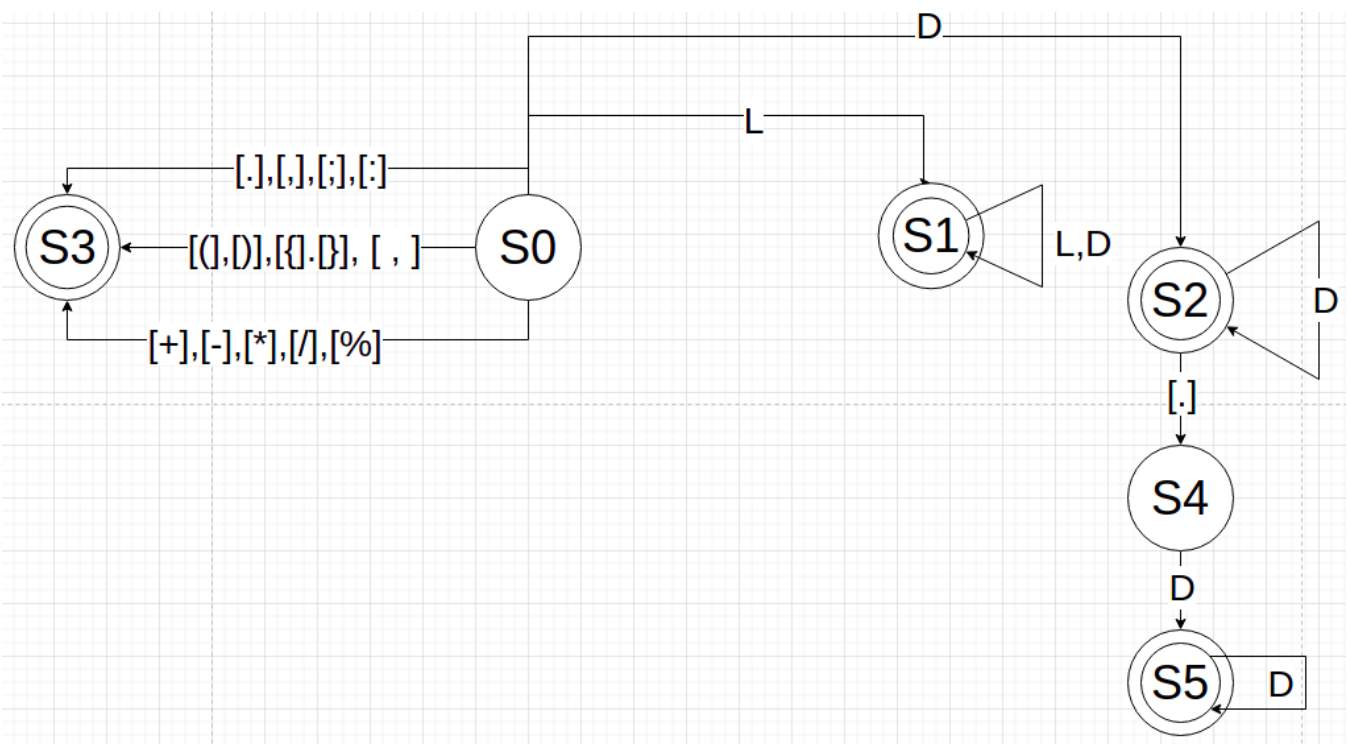 D
L
[.],[,],[;],[:]
S3
[(],[)],[{].[}], [ , ]
S0
S1
L,D
S2
D
[+],[-],[*],[/],[%]
[.]
S4
D
S5
D